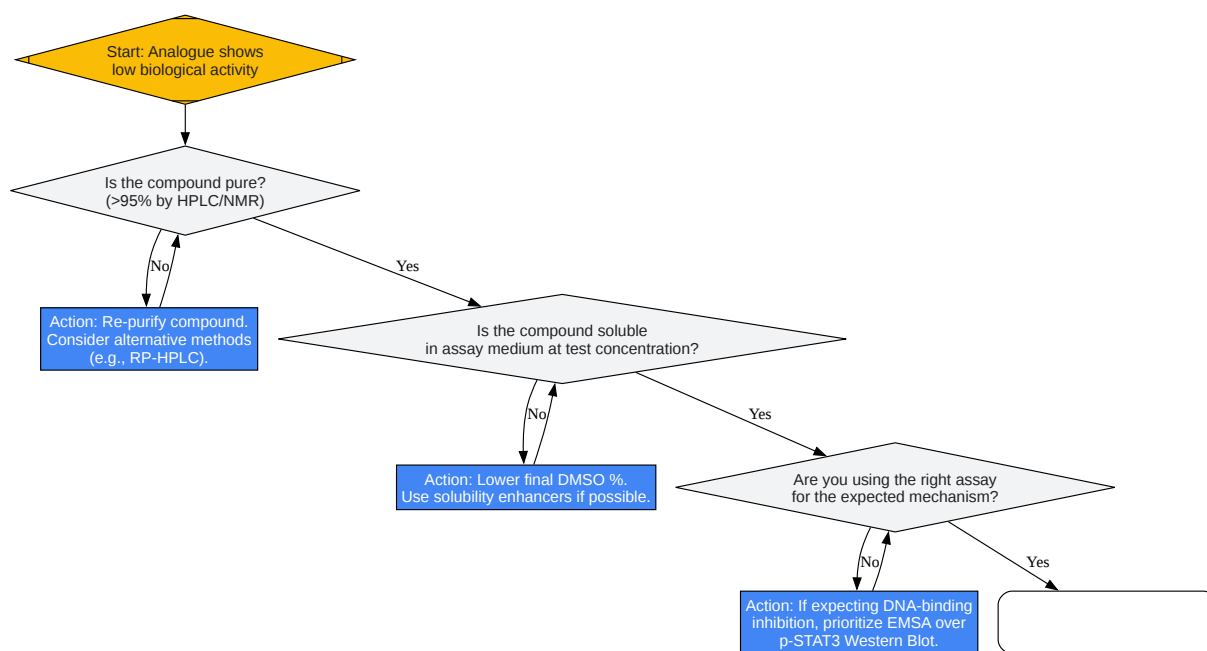 Start: Analogue shows
low biological activity
Is the compound pure?
(>95% by HPLC/NMR)
No
Yes
Action: Re-purify compound.
Consider alternative methods
(e.g., RP-HPLC).
Is the compound soluble
in assay medium at test concentration?
No
Yes
Action: Lower final DMSO %.
Use solubility enhancers if possible.
Are you using the right assay
for the expected mechanism?
No
Yes
Action: If expecting DNA-binding
inhibition, prioritize EMSA over
p-STAT3 Western Blot.